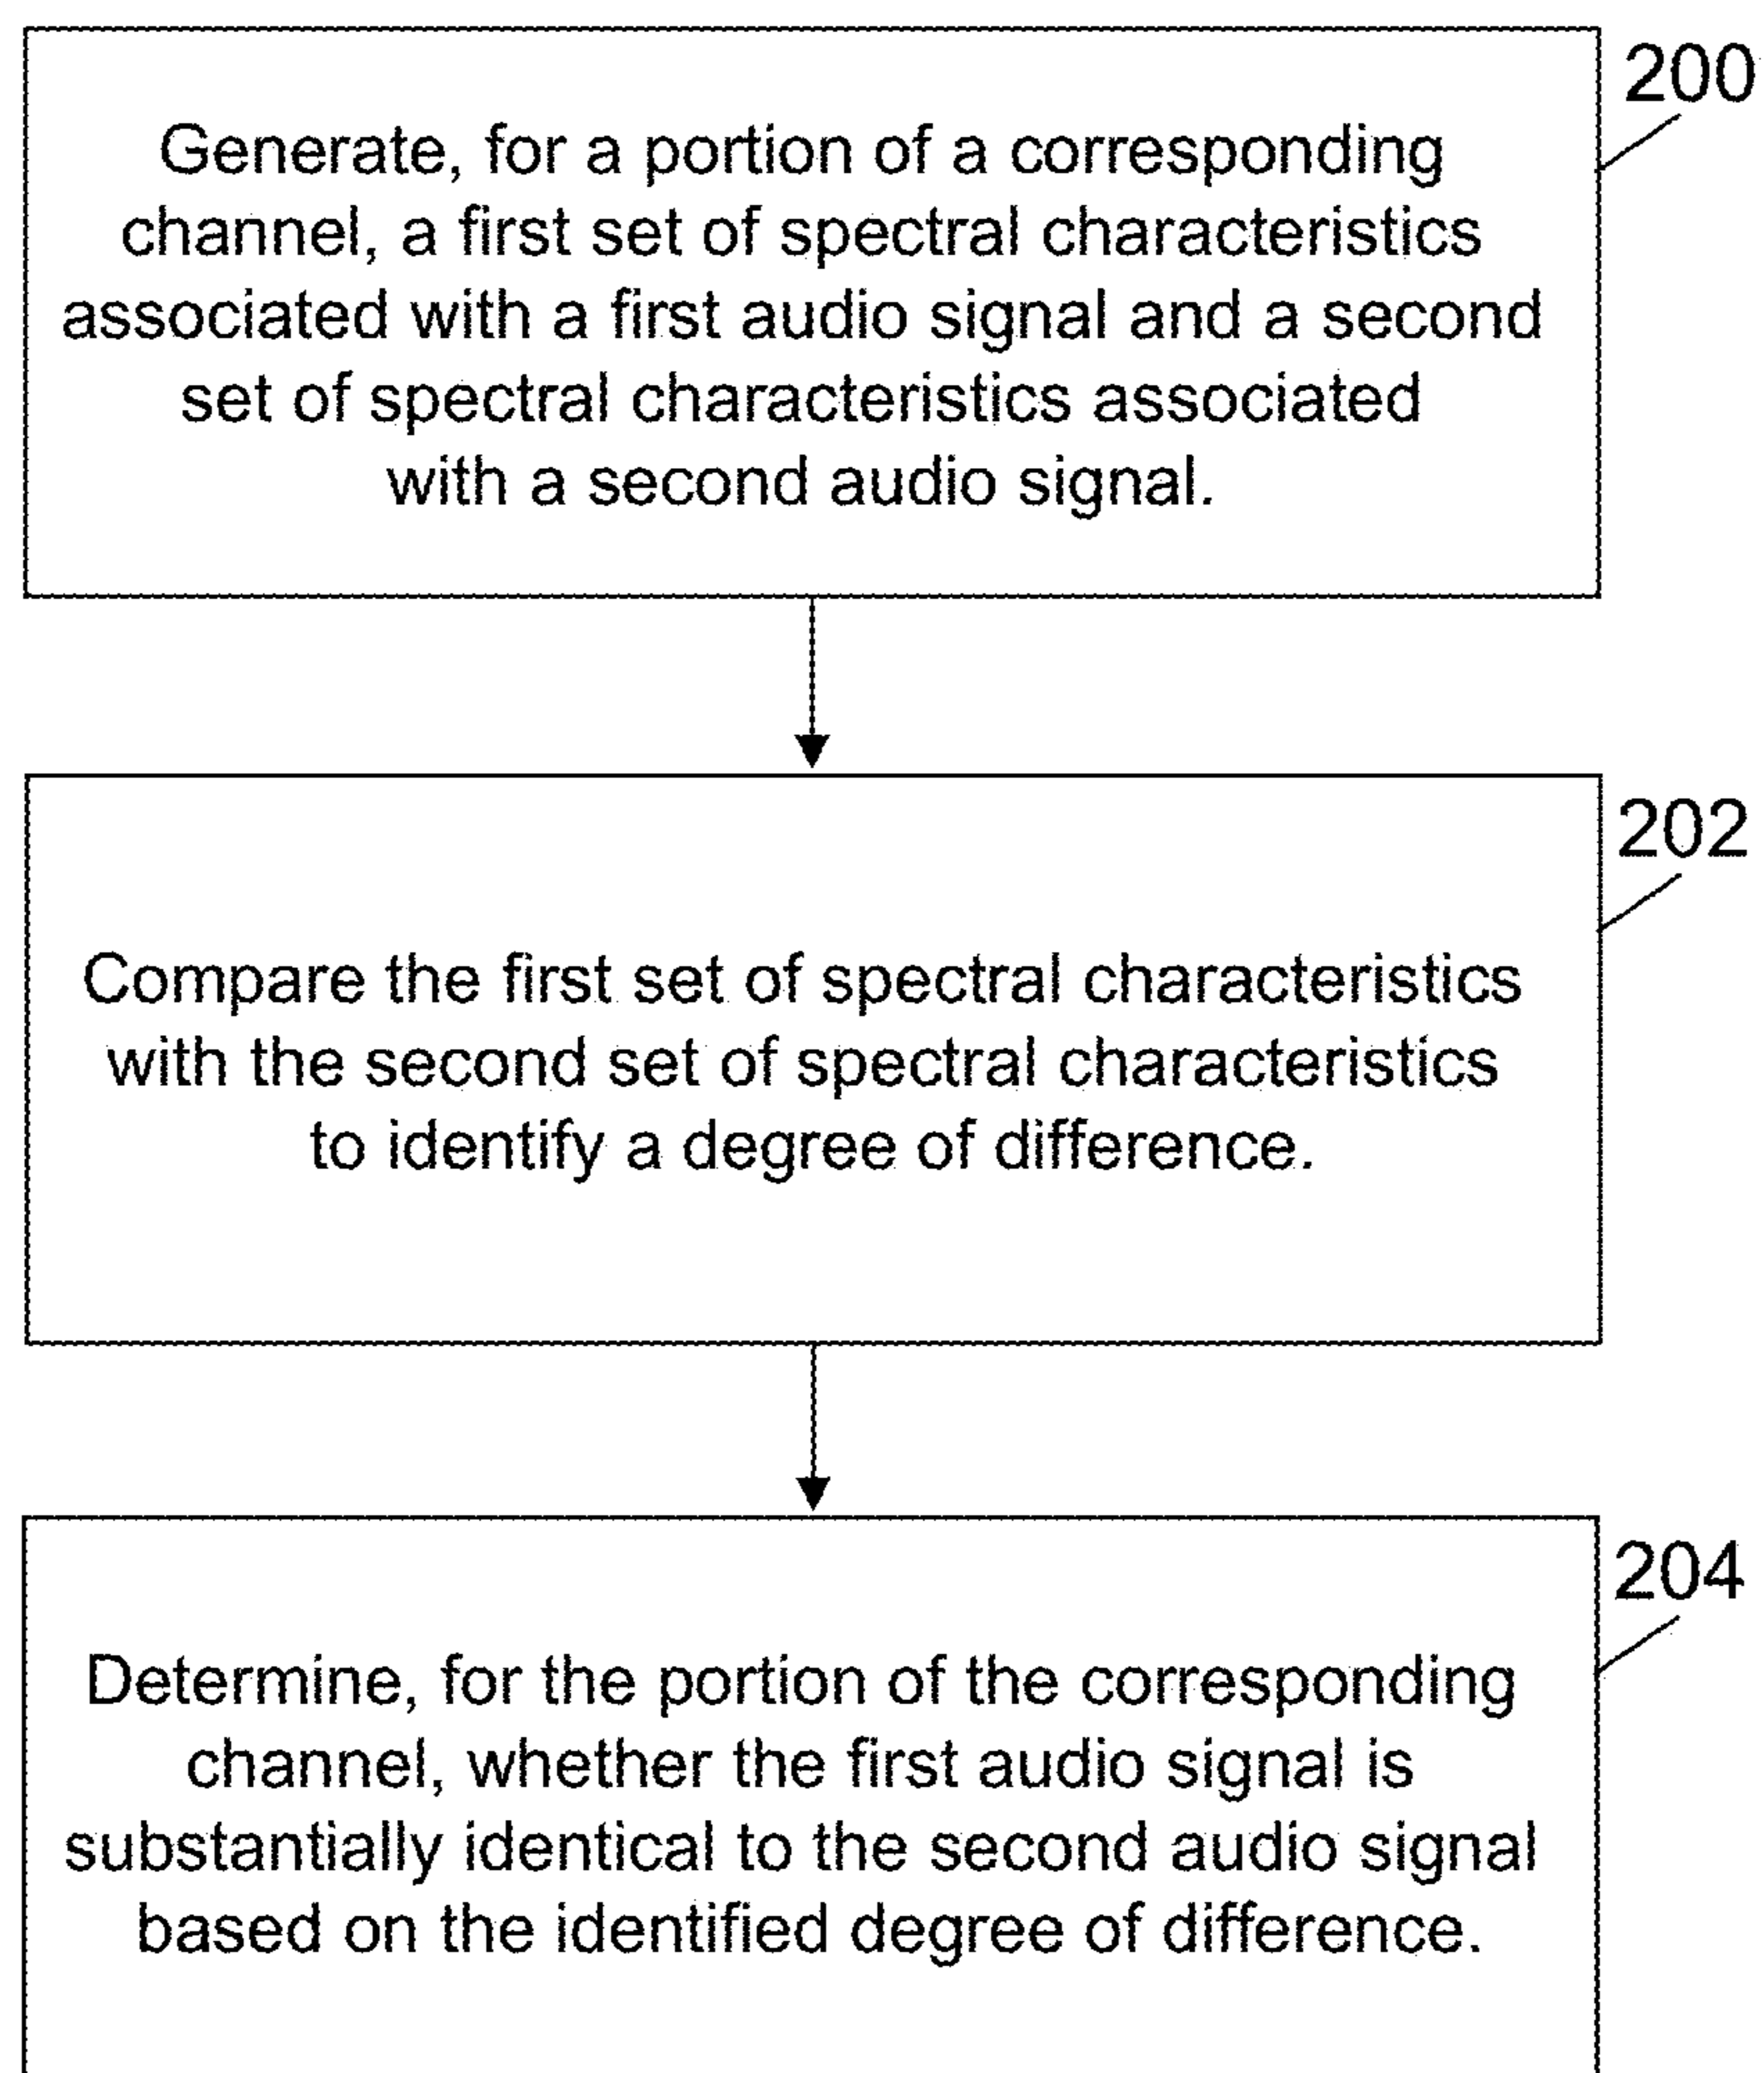 200
Generate, for a portion of a corresponding
channel, a first set of spectral characteristics
associated with a first audio signal and a second
set of spectral characteristics associated
with a second audio signal.
202
Compare the first set of spectral characteristics
with the second set of spectral characteristics
to identify a degree of difference.
204
Determine, for the portion of the corresponding
channel, whether the first audio signal is
substantially identical to the second audio signal
based on the identified degree of difference.